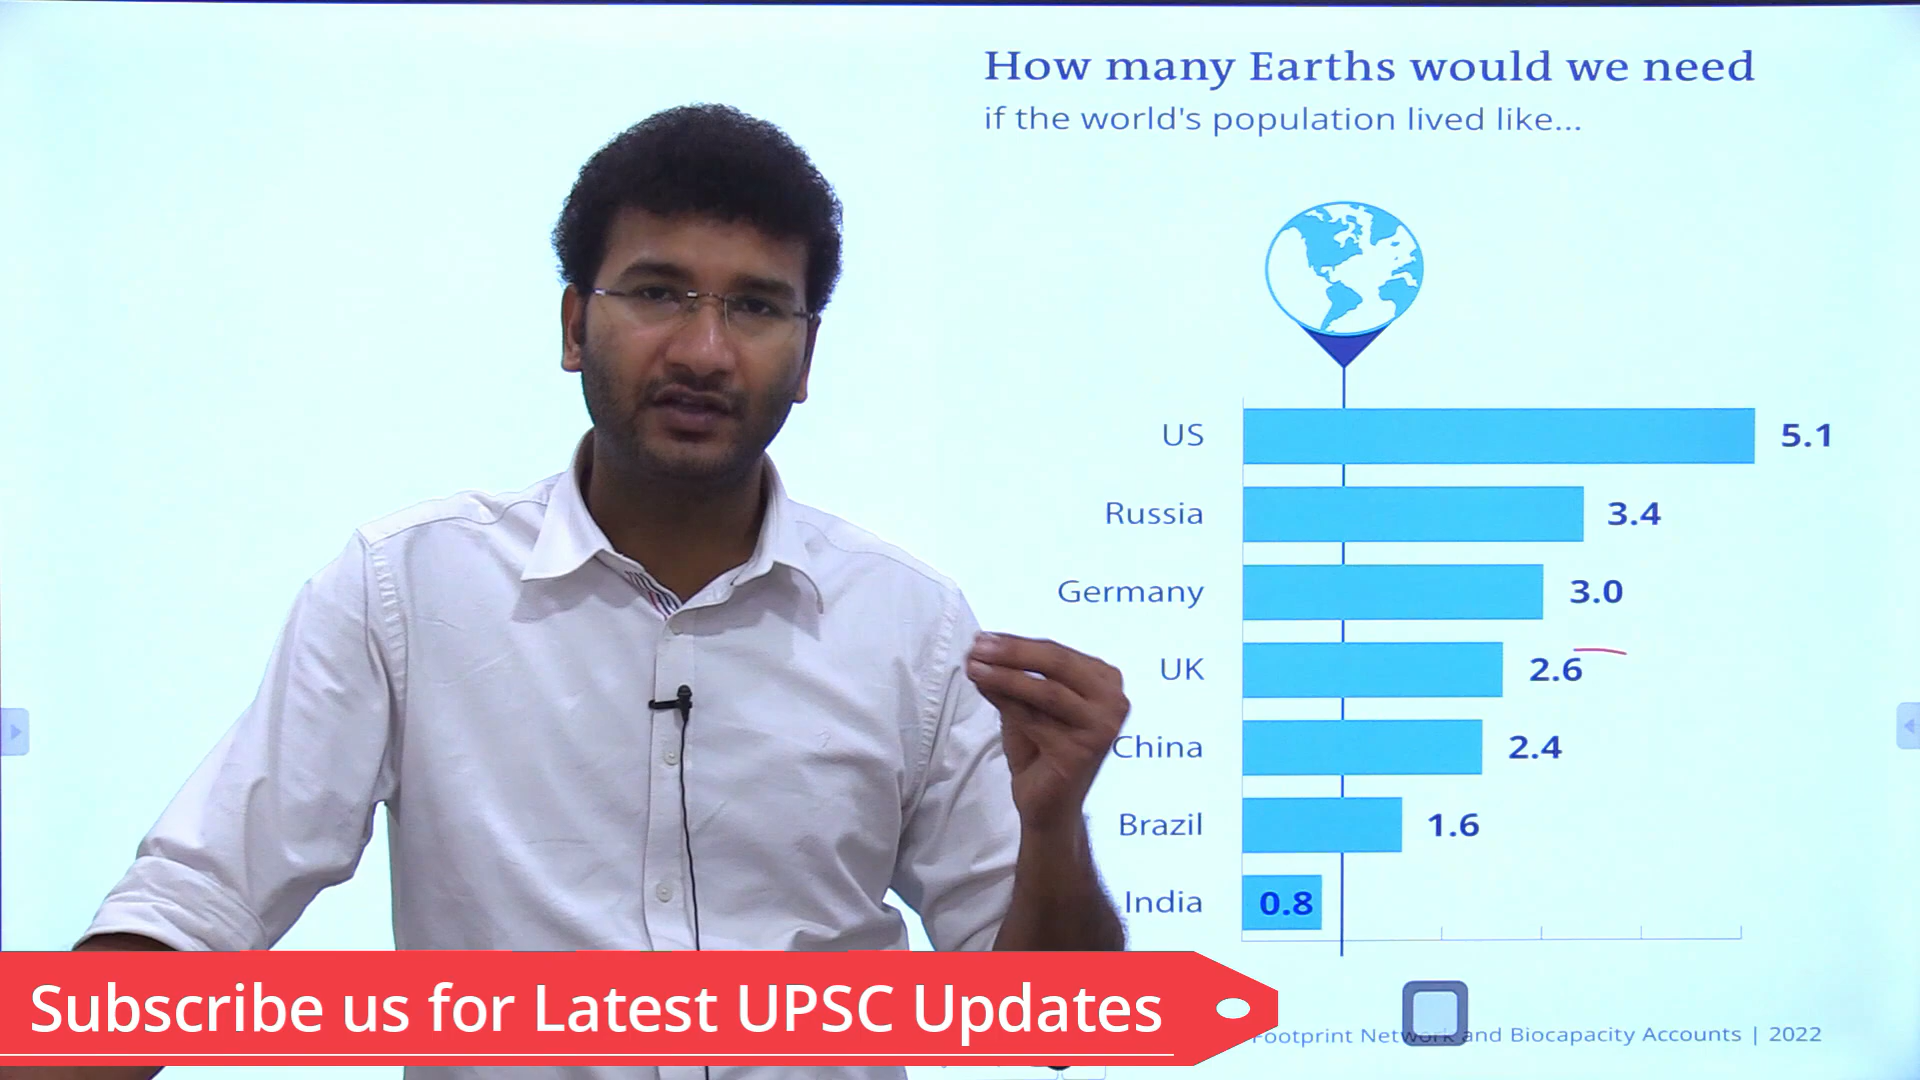 How many Earths would we need
if the world's population lived like...
US 5.1
Russia 3.4
Germany 3.0
UK 2.6
China 2.4
Brazil 1.6
India 0.8
Footprint Network and Biocapacity Accounts | 2022
Subscribe us for Latest UPSC Updates